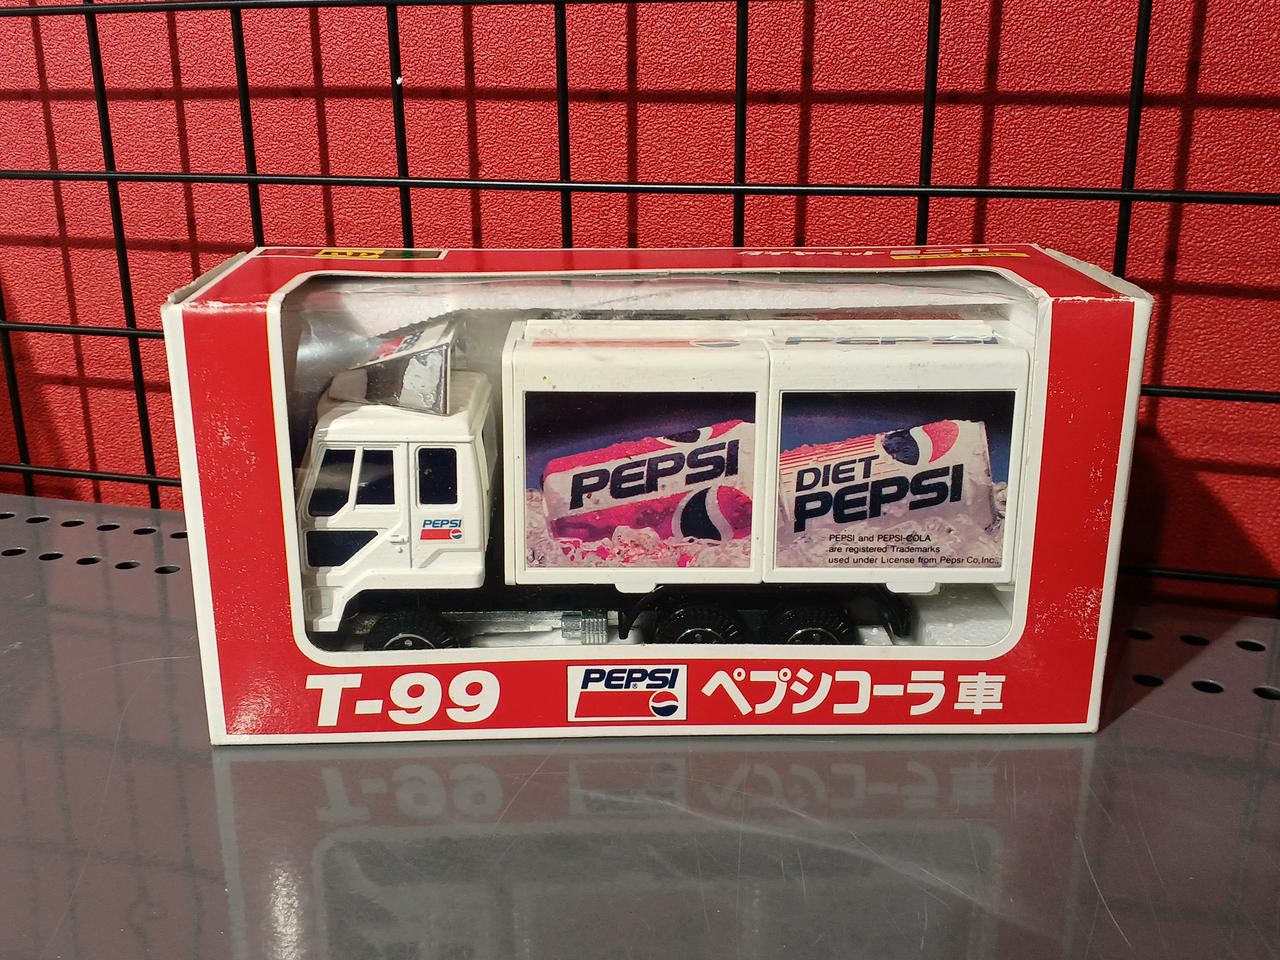 PEPSI
PEPSI
PEPSI
DIET
PEPSI
PEPSI and PEPSI-COLA
are registered Trademarks
used under License from Pepsi Co,Inc.,
T-99
PEPSI®
ペプシコーラ車